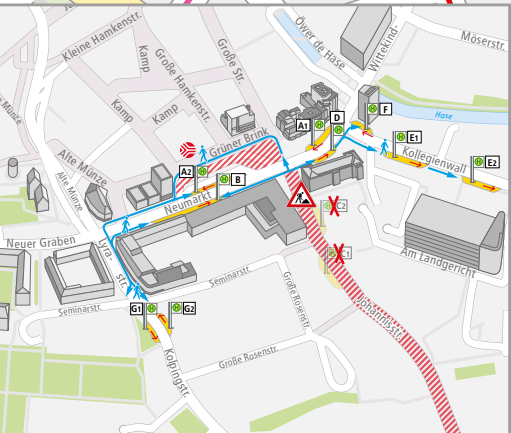 Kleine Hamkenstr.
Kamp
Große Hamkenstr.
Große Str.
Öwer de Hase
Wittekind-
Möserstr.
Kamp
Kamp
Münze
Alte Münze
Alte Münze
Grüner Brink
Hase
A1
D
F
E1
E2
A2
B
Kollegienwall
Neumarkt
C2
C1
Neuer Graben
Lyra-
str.
Am Landgericht
Seminarstr.
Seminarstr.
Große Rosenstr.
Johannisstr.
G1
G2
Kolpingstr.
Große Rosenstr.
H
H
H
H
H
H
H
H
H